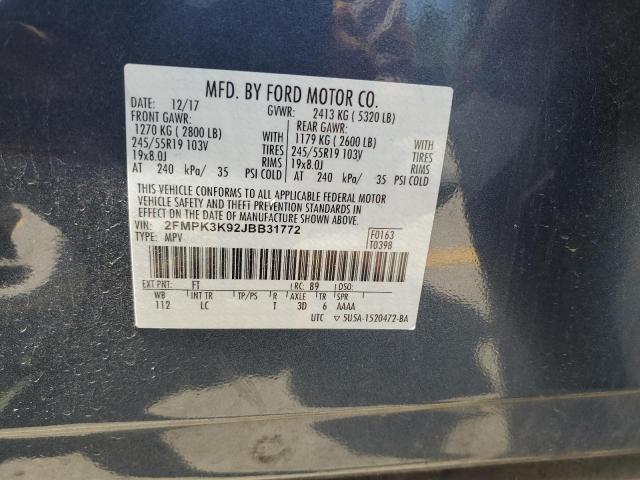 MFD. BY FORD MOTOR CO.
DATE: 12/17 GVWR: 2413 KG ( 5320 LB)
FRONT GAWR: REAR GAWR:
1270 KG ( 2800 LB) WITH 1179 KG ( 2600 LB) WITH
245/55R19 103V TIRES 245/55R19 103V TIRES
19x8.0J RIMS 19x8.0J RIMS
AT 240 kPa/ 35 PSI COLD AT 240 kPa/ 35 PSI COLD
THIS VEHICLE CONFORMS TO ALL APPLICABLE FEDERAL MOTOR
VEHICLE SAFETY AND THEFT PREVENTION STANDARDS IN
EFFECT ON THE DATE OF MANUFACTURE SHOWN ABOVE.
VIN: 2FMPK3K92JBB31772 F0163
TYPE: MPV T0398
EXT PNT: FT RC: 89 DSO:
WB INT TR TP/PS R AXLE TR SPR
112 LC T 3D 6 AAAA
UTC ▽ 5U5A-1520472-BA